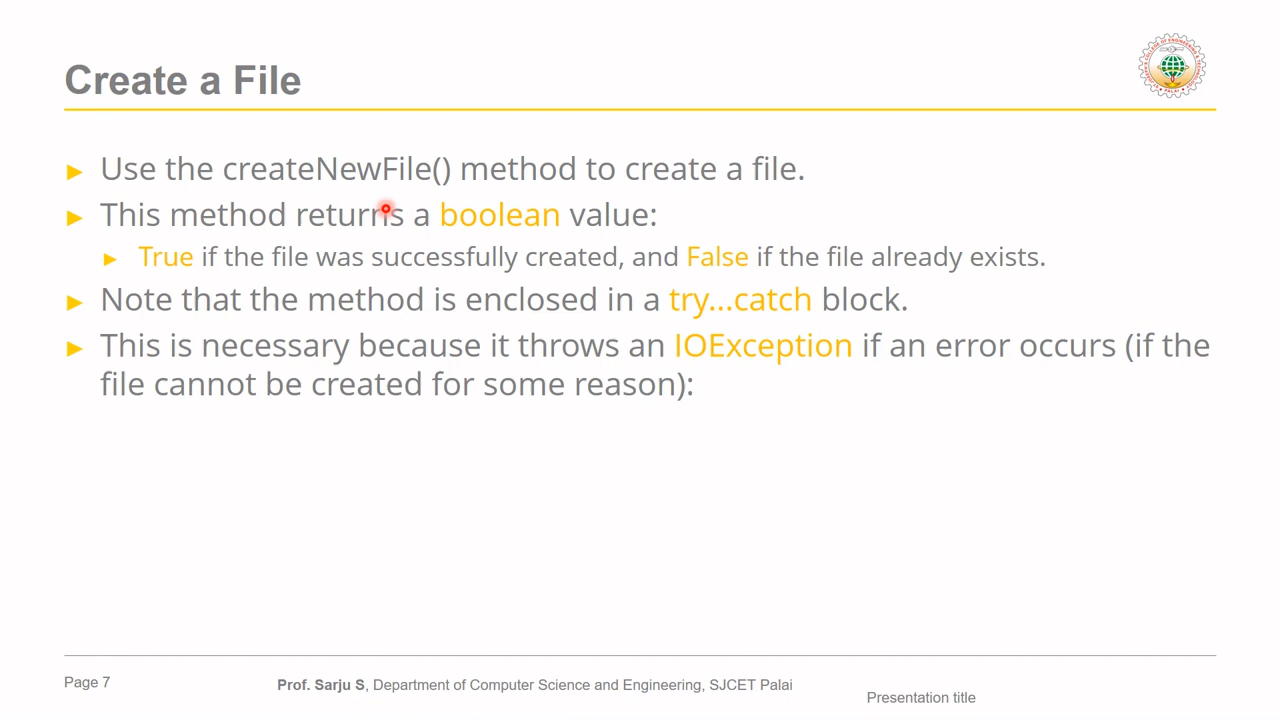 Create a File
► Use the createNewFile() method to create a file.
► This method returns a boolean value:
► True if the file was successfully created, and False if the file already exists.
► Note that the method is enclosed in a try...catch block.
► This is necessary because it throws an IOException if an error occurs (if the
file cannot be created for some reason):
Page 7
Prof. Sarju S, Department of Computer Science and Engineering, SJCET Palai
Presentation title